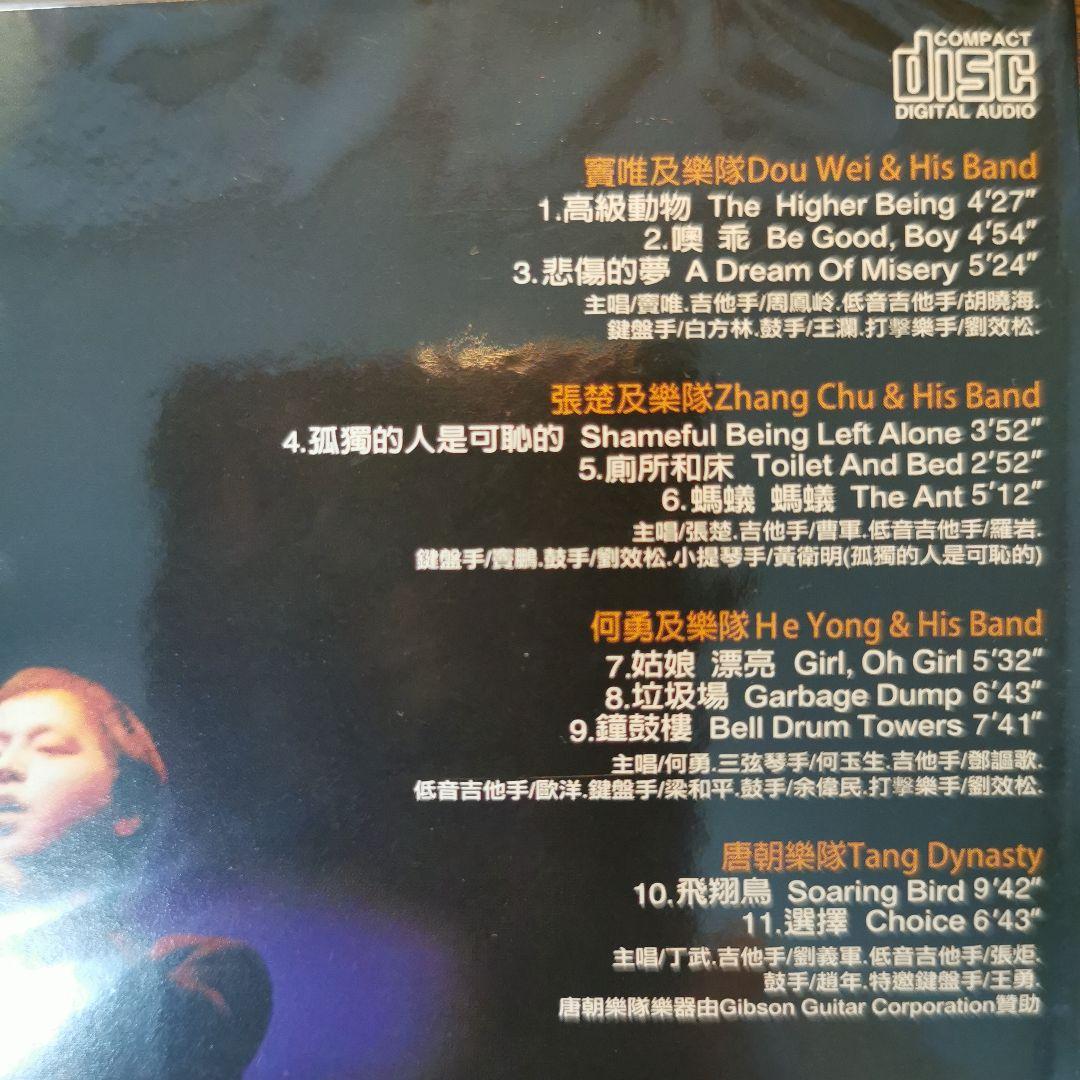 COMPACT
disc
DIGITAL AUDIO
竇唯及樂隊Dou Wei & His Band
1.高級動物 The Higher Being 4'27"
2.噢 乖 Be Good, Boy 4'54"
3.悲傷的夢 A Dream Of Misery 5'24"
主唱/竇唯.吉他手/周鳳岭.低音吉他手/胡曉海.
鍵盤手/白方林.鼓手/王瀾.打擊樂手/劉效松.
張楚及樂隊Zhang Chu & His Band
4.孤獨的人是可恥的 Shameful Being Left Alone 3'52"
5.廁所和床 Toilet And Bed 2'52"
6.螞蟻 螞蟻 The Ant 5'12"
主唱/張楚.吉他手/曹軍.低音吉他手/羅岩.
鍵盤手/竇鵬.鼓手/劉效松.小提琴手/黃衛明(孤獨的人是可恥的)
何勇及樂隊He Yong & His Band
7.姑娘 漂亮 Girl, Oh Girl 5'32"
8.垃圾場 Garbage Dump 6'43"
9.鐘鼓樓 Bell Drum Towers 7'41"
主唱/何勇.三弦琴手/何玉生.吉他手/鄧謳歌.
低音吉他手/歐洋.鍵盤手/梁和平.鼓手/余偉民.打擊樂手/劉效松.
唐朝樂隊Tang Dynasty
10.飛翔鳥 Soaring Bird 9'42"
11.選擇 Choice 6'43"
主唱/丁武.吉他手/劉義軍.低音吉他手/張炬.
鼓手/趙年.特邀鍵盤手/王勇.
唐朝樂隊樂器由Gibson Guitar Corporation贊助